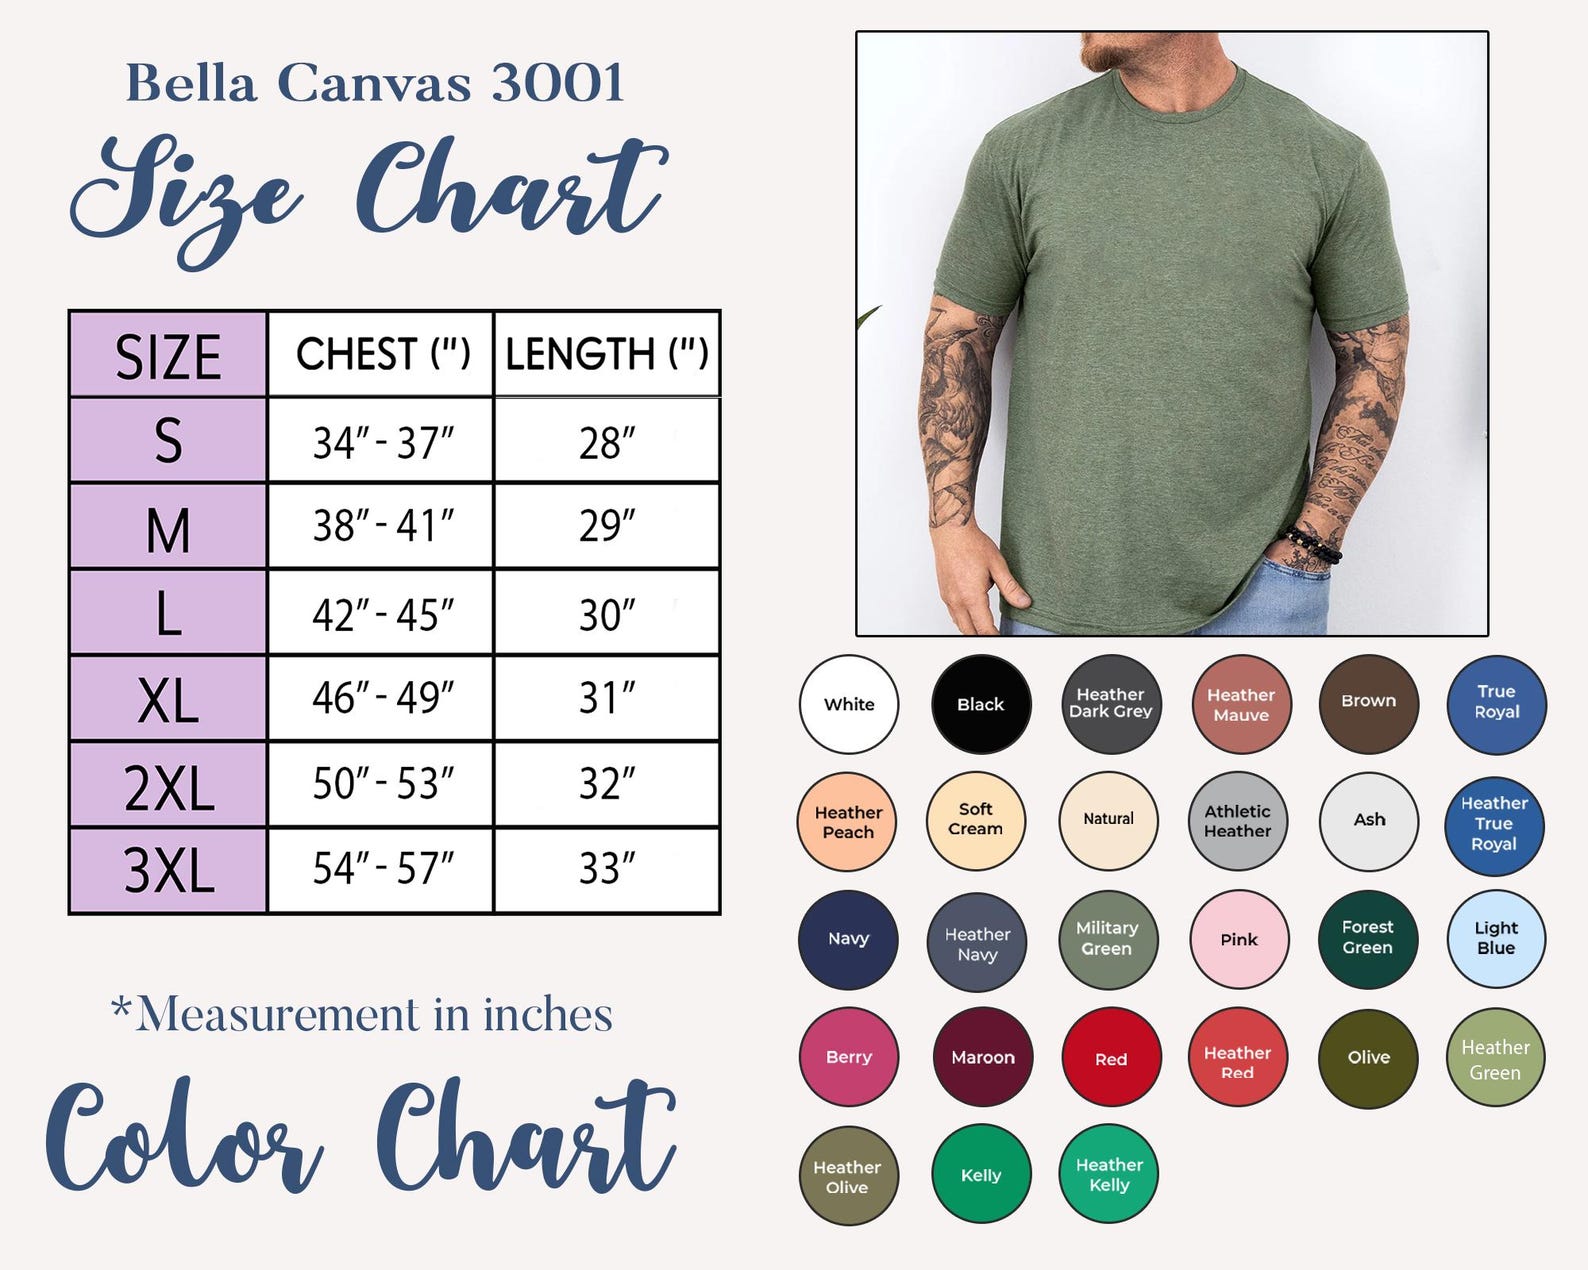 Bella Canvas 3001
Size Chart
SIZE CHEST (") LENGTH (")
S 34"- 37" 28"
M 38"- 41" 29"
L 42"- 45" 30"
XL 46"- 49" 31"
2XL 50"- 53" 32"
3XL 54"- 57" 33"
*Measurement in inches
Color Chart
White
Black
Heather
Dark Grey
Heather
Mauve
Brown
True
Royal
Heather
Peach
Soft
Cream
Natural
Athletic
Heather
Ash
Heather
True
Royal
Navy
Heather
Navy
Military
Green
Pink
Forest
Green
Light
Blue
Berry
Maroon
Red
Heather
Red
Olive
Heather
Green
Heather
Olive
Kelly
Heather
Kelly